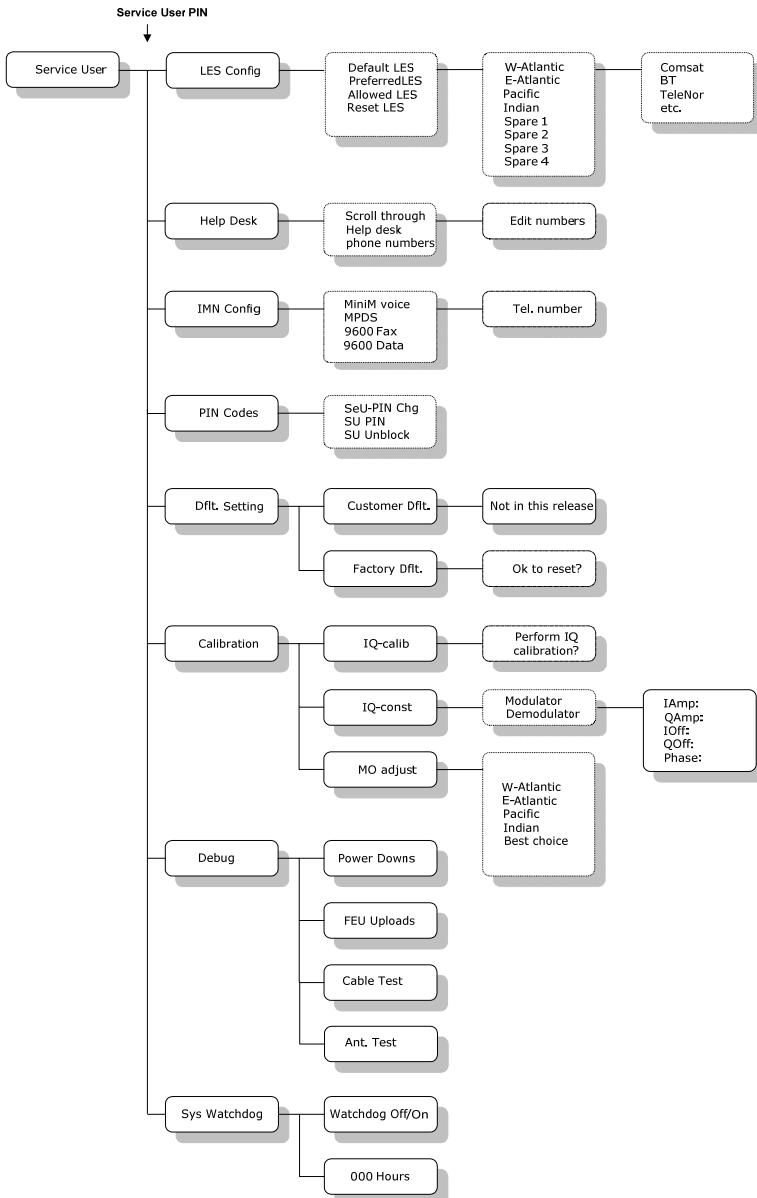 Service User PIN
Service User
LES Config
Default LES
PreferredLES
Allowed LES
Reset LES
W-Atlantic
E-Atlantic
Pacific
Indian
Spare 1
Spare 2
Spare 3
Spare 4
Comsat
BT
TeleNor
etc.
Help Desk
Scroll through
Help desk
phone numbers
Edit numbers
IMN Config
MiniM voice
MPDS
9600 Fax
9600 Data
Tel. number
PIN Codes
SeU-PIN Chg
SU PIN
SU Unblock
Dflt. Setting
Customer Dflt.
Not in this release
Factory Dflt.
Ok to reset?
Calibration
IQ-calib
Perform IQ
calibration?
IQ-const
Modulator
Demodulator
IAmp:
QAmp:
IOff:
QOff:
Phase:
MO adjust
W-Atlantic
E-Atlantic
Pacific
Indian
Best choice
Debug
Power Downs
FEU Uploads
Cable Test
Ant. Test
Sys Watchdog
Watchdog Off/On
000 Hours